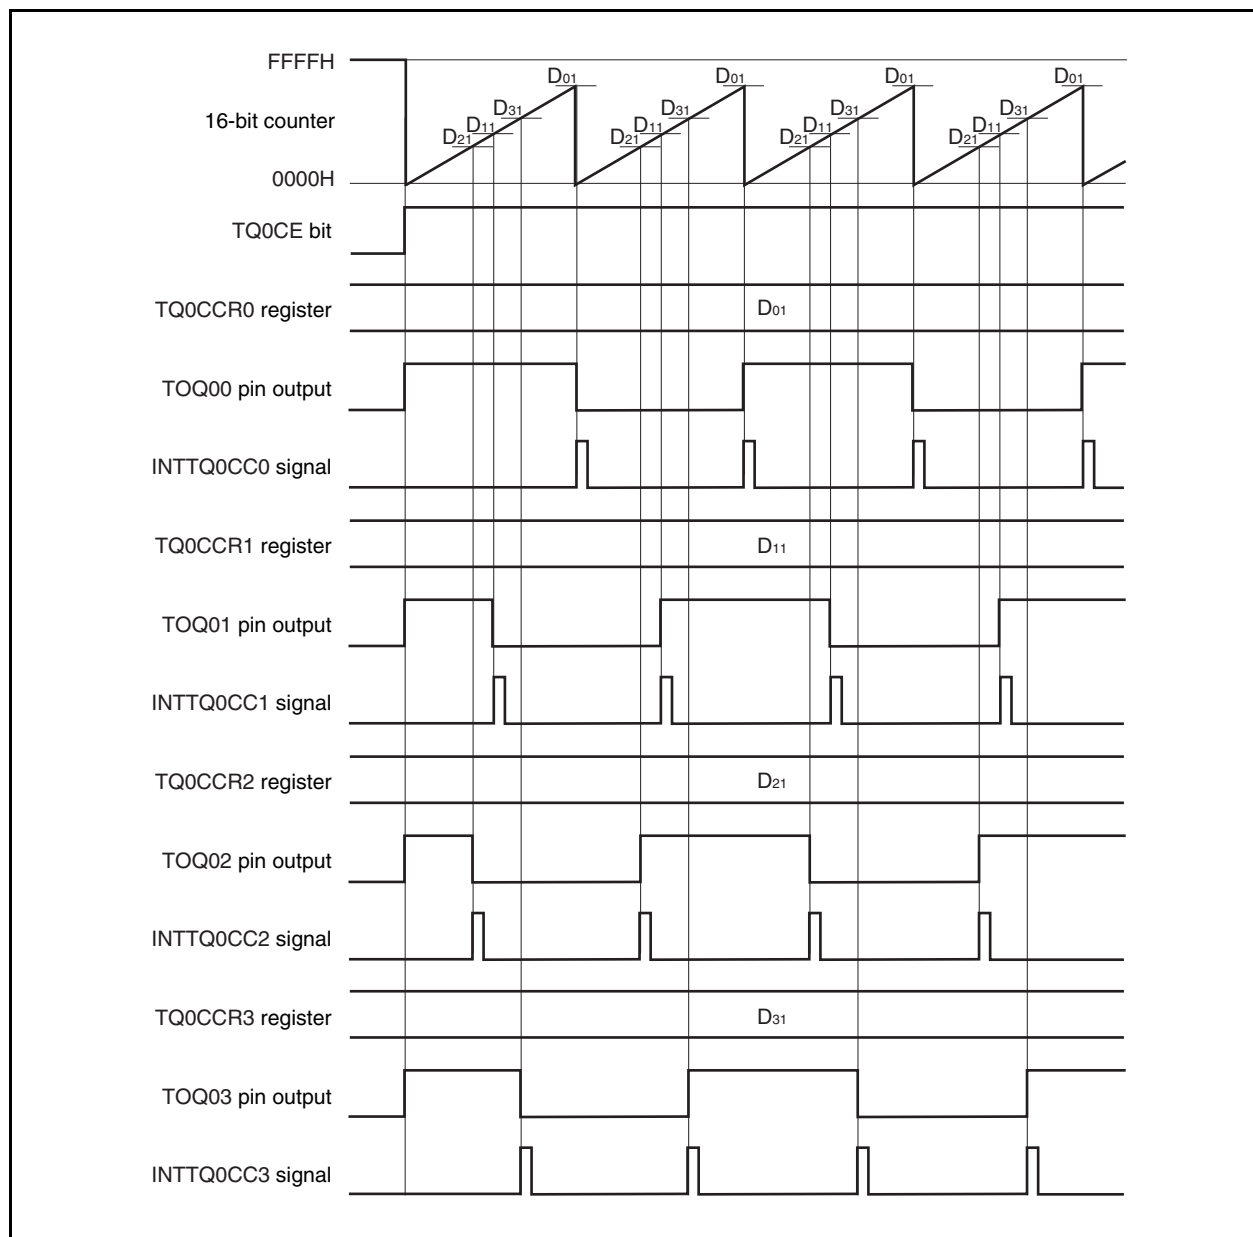 FFFFH
D01 D01 D01 D01
D31 D31 D31 D31
16-bit counter
D11 D11 D11 D11
D21 D21 D21 D21
0000H
TQ0CE bit
TQ0CCR0 register
D01
TOQ00 pin output
INTTQ0CC0 signal
TQ0CCR1 register
D11
TOQ01 pin output
INTTQ0CC1 signal
TQ0CCR2 register
D21
TOQ02 pin output
INTTQ0CC2 signal
TQ0CCR3 register
D31
TOQ03 pin output
INTTQ0CC3 signal